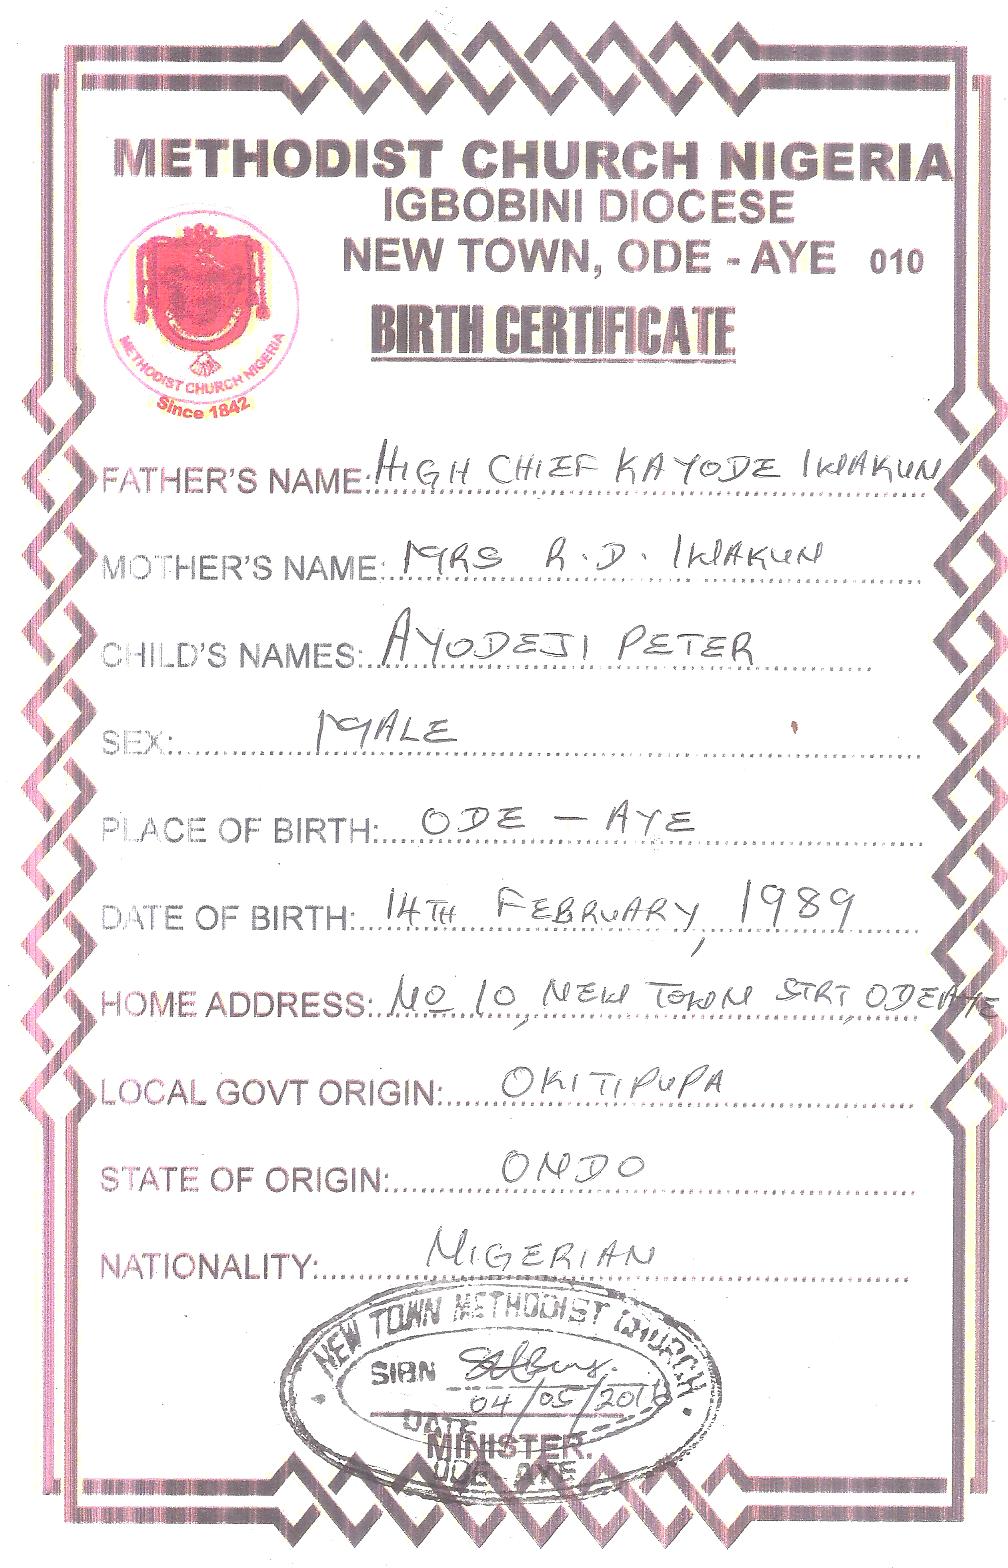 METHODIST CHURCH NIGERIA
IGBOBINI DIOCESE
NEW TOWN, ODE - AYE 010
BIRTH CERTIFICATE
METHODIST CHURCH NIGERIA
Since 1842
FATHER'S NAME: HIGH CHIEF KAYODE IWAKUN
MOTHER'S NAME: MRS R.D. IWAKUN
CHILD'S NAMES: AYODEJI PETER
SEX: MALE
PLACE OF BIRTH: ODE - AYE
DATE OF BIRTH: 14TH FEBRUARY, 1989
HOME ADDRESS: NO 10, NEW TOWN STRT, ODEAYE
LOCAL GOVT ORIGIN: OKITIPUPA
STATE OF ORIGIN: ONDO
NATIONALITY: NIGERIAN
NEW TOWN METHODIST CHURCH
SIGN
04/05/201
DATE
MINISTER.
ODE - AYE